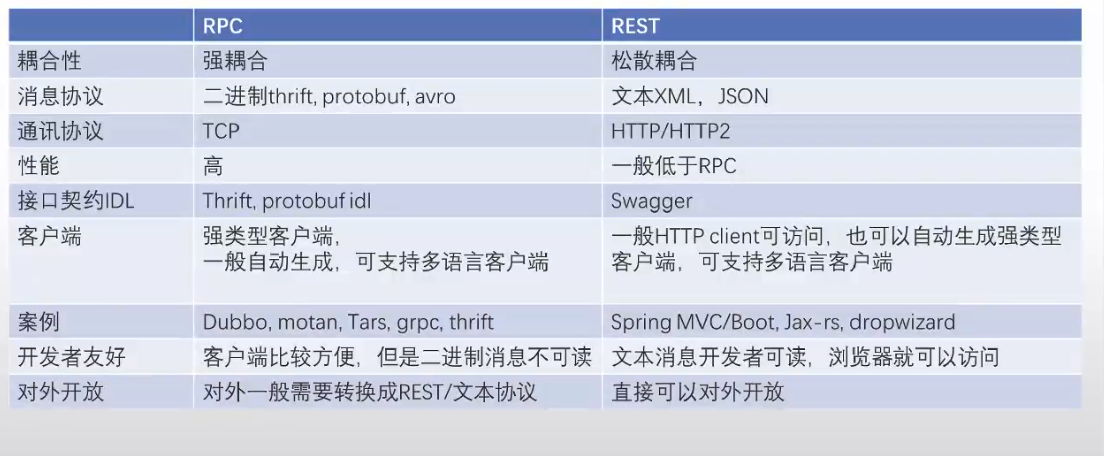 RPC REST
耦合性 强耦合 松散耦合
消息协议 二进制thrift, protobuf, avro 文本XML，JSON
通讯协议 TCP HTTP/HTTP2
性能 高 一般低于RPC
接口契约IDL Thrift, protobuf idl Swagger
客户端 强类型客户端， 一般HTTP client可访问，也可以自动生成强类型
一般自动生成，可支持多语言客户端 客户端，可支持多语言客户端
案例 Dubbo, motan, Tars, grpc, thrift Spring MVC/Boot, Jax-rs, dropwizard
开发者友好 客户端比较方便，但是二进制消息不可读 文本消息开发者可读，浏览器就可以访问
对外开放 对外一般需要转换成REST/文本协议 直接可以对外开放